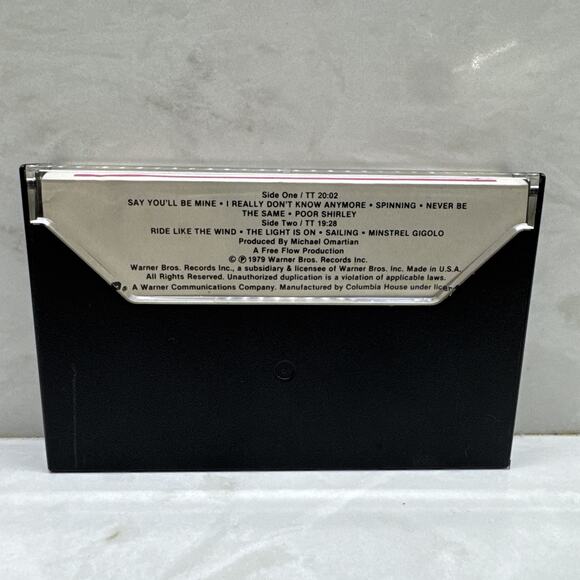 Side One / TT 20:02
SAY YOU'LL BE MINE • I REALLY DON'T KNOW ANYMORE • SPINNING • NEVER BE
THE SAME • POOR SHIRLEY
Side Two / TT 19:28
RIDE LIKE THE WIND • THE LIGHT IS ON • SAILING • MINSTREL GIGOLO
Produced By Michael Omartian
A Free Flow Production
© ℗ 1979 Warner Bros. Records Inc.
Warner Bros. Records Inc., a subsidiary & licensee of Warner Bros. Inc. Made in U.S.A.
All Rights Reserved. Unauthorized duplication is a violation of applicable laws.
A Warner Communications Company. Manufactured by Columbia House under